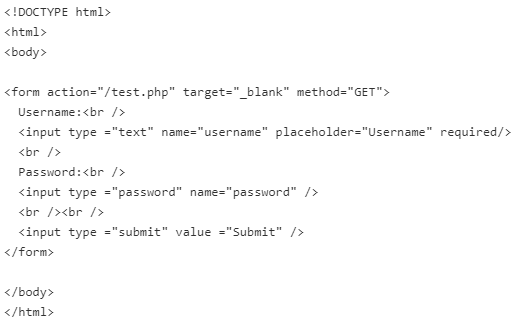 <!DOCTYPE html>
<html>
<body>
<form action="/test.php" target="_blank" method="GET">
Username:<br />
<input type ="text" name="username" placeholder="Username" required/>
<br />
Password:<br />
<input type ="password" name="password" />
<br /><br />
<input type ="submit" value ="Submit" />
</form>
</body>
</html>